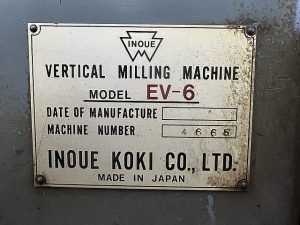 INOUE
M
VERTICAL MILLING MACHINE
MODEL EV-6
DATE OF MANUFACTURE
MACHINE NUMBER 4665
INOUE KOKI CO., LTD.
MADE IN JAPAN